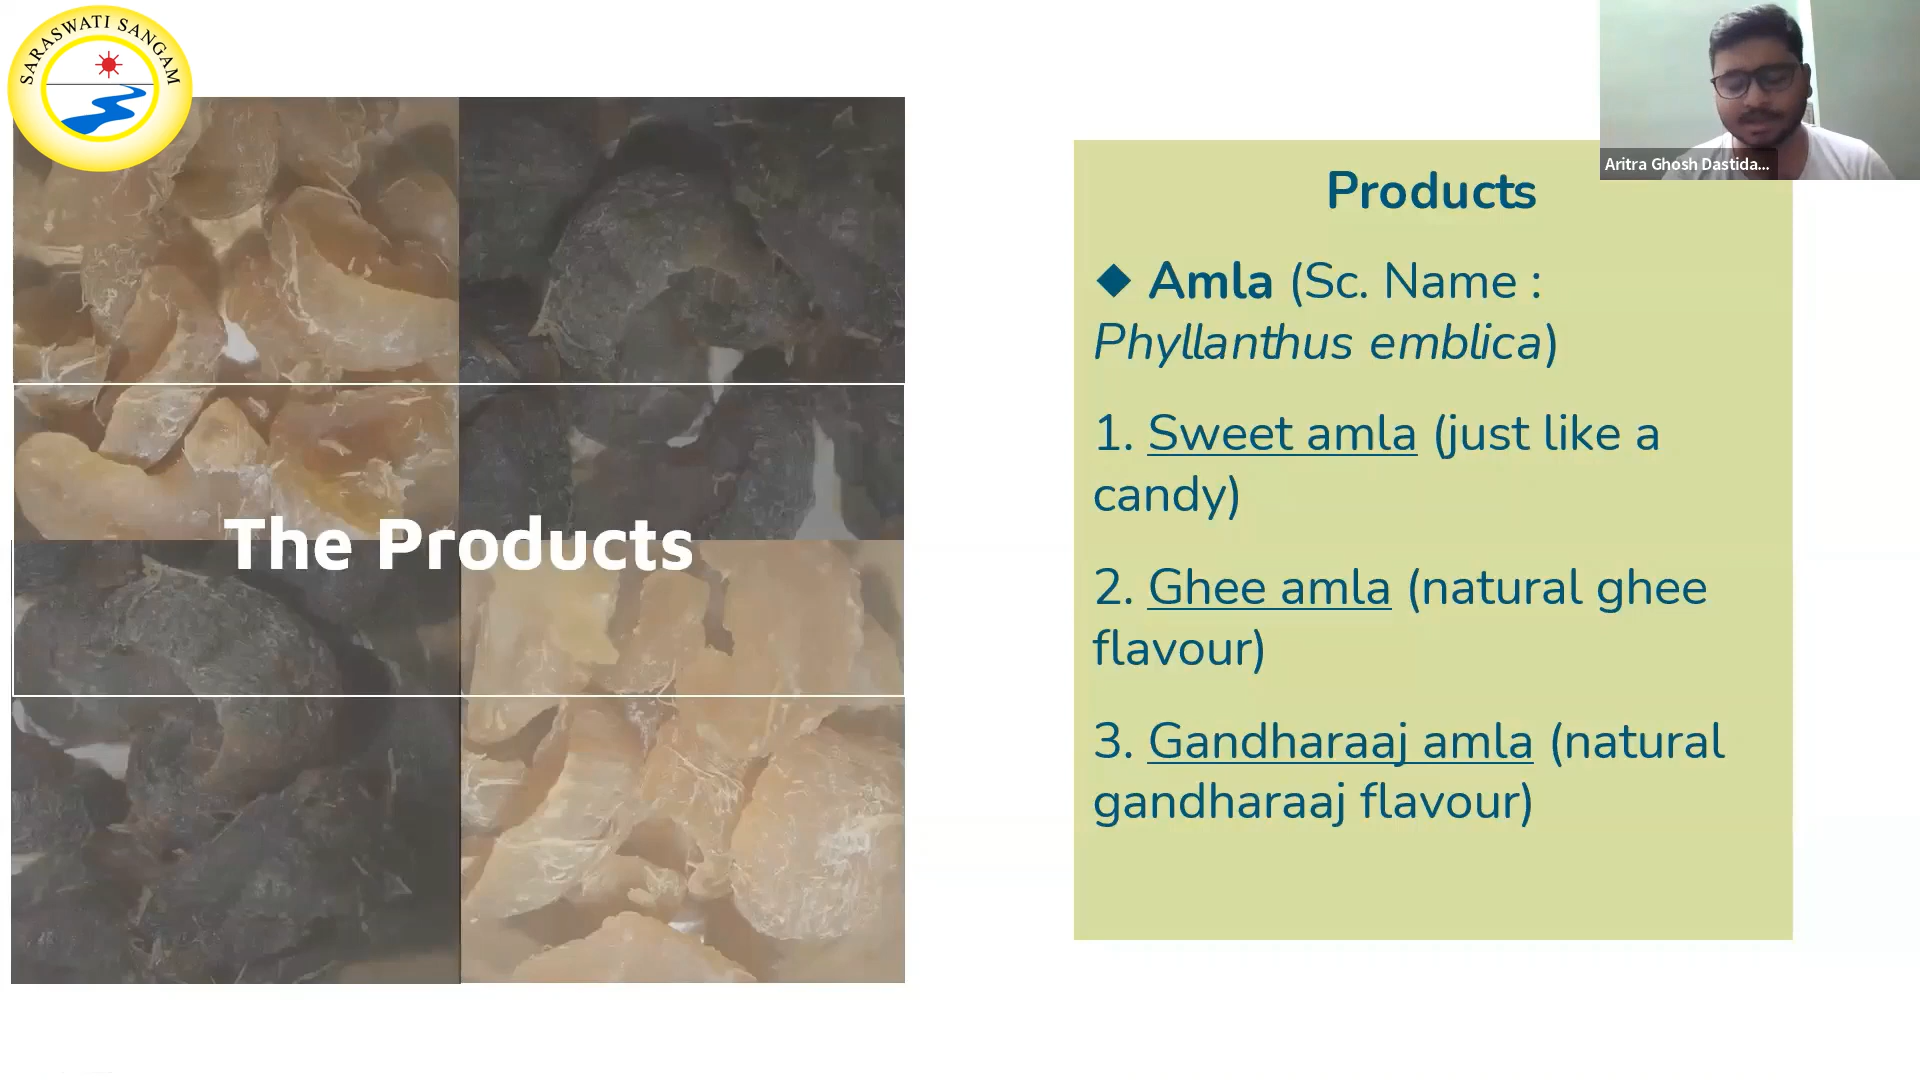 SARASWATI SANGAM
Aritra Ghosh Dastida...
The Products
Products
◆ Amla (Sc. Name :
Phyllanthus emblica)
1. Sweet amla (just like a
candy)
2. Ghee amla (natural ghee
flavour)
3. Gandharaaj amla (natural
gandharaaj flavour)